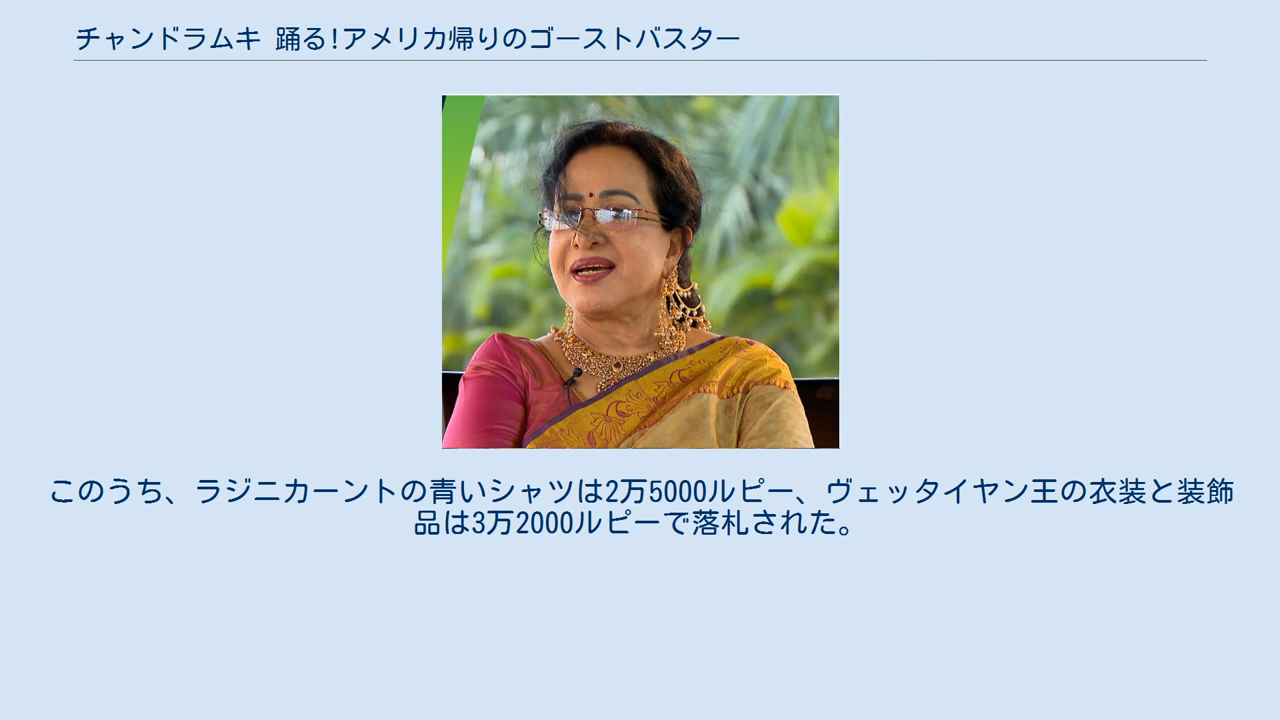 チャンドラムキ 踊る!アメリカ帰りのゴーストバスター
このうち、ラジニカーントの青いシャツは2万5000ルピー、ヴェッタイヤン王の衣装と装飾
品は3万2000ルピーで落札された。